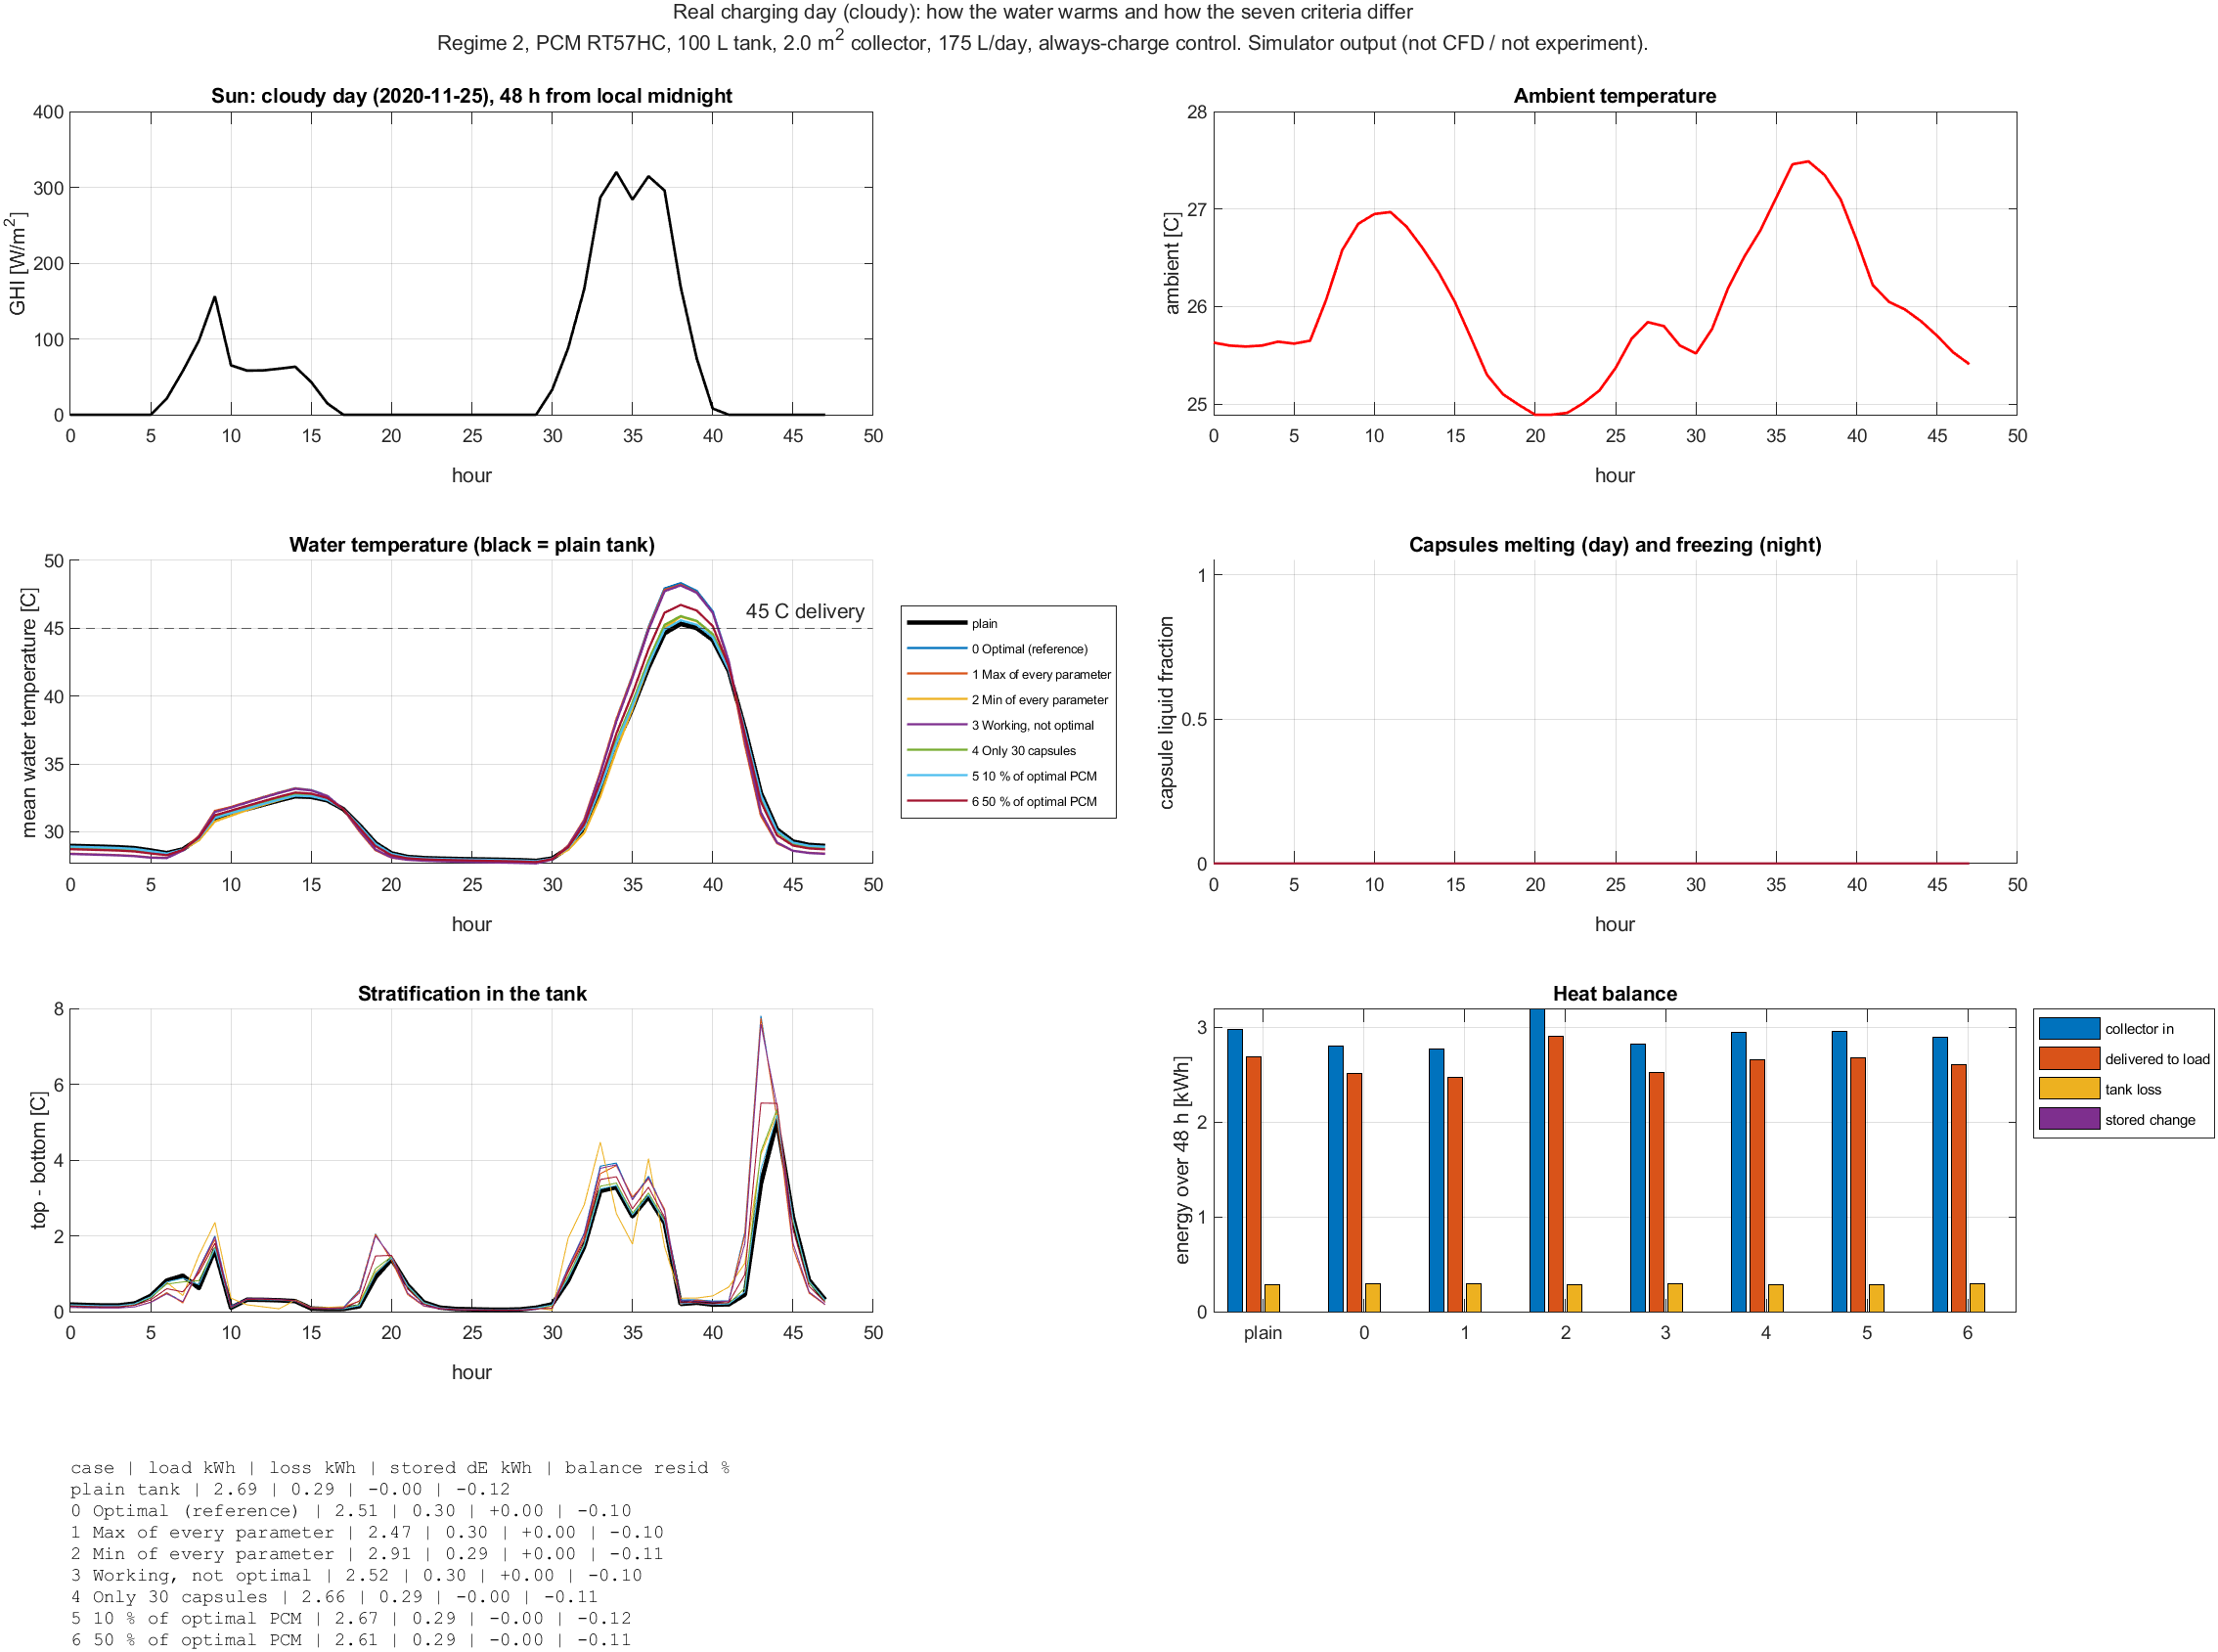 Real charging day (cloudy): how the water warms and how the seven criteria differ
Regime 2, PCM RT57HC, 100 L tank, 2.0 m2 collector, 175 L/day, always-charge control. Simulator output (not CFD / not experiment).
Sun: cloudy day (2020-11-25), 48 h from local midnight
GHI [W/m2]
400
300
200
100
0
0 5 10 15 20 25 30 35 40 45 50
hour
Ambient temperature
ambient [C]
28
27
26
25
0 5 10 15 20 25 30 35 40 45 50
hour
Water temperature (black = plain tank)
mean water temperature [C]
50
45
40
35
30
45 C delivery
0 5 10 15 20 25 30 35 40 45 50
hour
plain
0 Optimal (reference)
1 Max of every parameter
2 Min of every parameter
3 Working, not optimal
4 Only 30 capsules
5 10 % of optimal PCM
6 50 % of optimal PCM
Capsules melting (day) and freezing (night)
capsule liquid fraction
1
0.5
0
0 5 10 15 20 25 30 35 40 45 50
hour
Stratification in the tank
top - bottom [C]
8
6
4
2
0
0 5 10 15 20 25 30 35 40 45 50
hour
Heat balance
energy over 48 h [kWh]
3
2
1
0
plain 0 1 2 3 4 5 6
collector in
delivered to load
tank loss
stored change
case | load kWh | loss kWh | stored dE kWh | balance resid %
plain tank | 2.69 | 0.29 | -0.00 | -0.12
0 Optimal (reference) | 2.51 | 0.30 | +0.00 | -0.10
1 Max of every parameter | 2.47 | 0.30 | +0.00 | -0.10
2 Min of every parameter | 2.91 | 0.29 | +0.00 | -0.11
3 Working, not optimal | 2.52 | 0.30 | +0.00 | -0.10
4 Only 30 capsules | 2.66 | 0.29 | -0.00 | -0.11
5 10 % of optimal PCM | 2.67 | 0.29 | -0.00 | -0.12
6 50 % of optimal PCM | 2.61 | 0.29 | -0.00 | -0.11